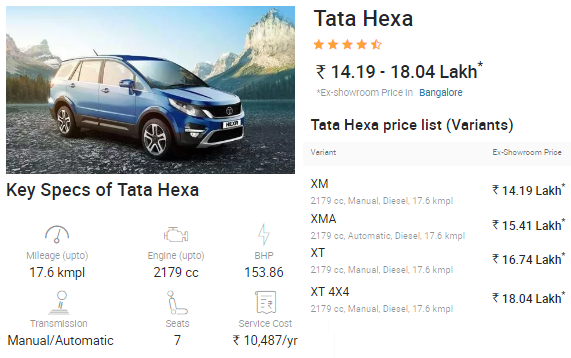 Tata Hexa
₹ 14.19 - 18.04 Lakh*
*Ex-showroom Price in Bangalore
Tata Hexa price list (Variants)
Variant Ex-Showroom Price
XM
2179 cc, Manual, Diesel, 17.6 kmpl
₹ 14.19 Lakh*
XMA
2179 cc, Automatic, Diesel, 17.6 kmpl
₹ 15.41 Lakh*
XT
2179 cc, Manual, Diesel, 17.6 kmpl
₹ 16.74 Lakh*
XT 4X4
2179 cc, Manual, Diesel, 17.6 kmpl
₹ 18.04 Lakh*
HEXA
Key Specs of Tata Hexa
Mileage (upto) Engine (upto) BHP
17.6 kmpl 2179 cc 153.86
Transmission Seats Service Cost
Manual/Automatic 7 ₹ 10,487/yr